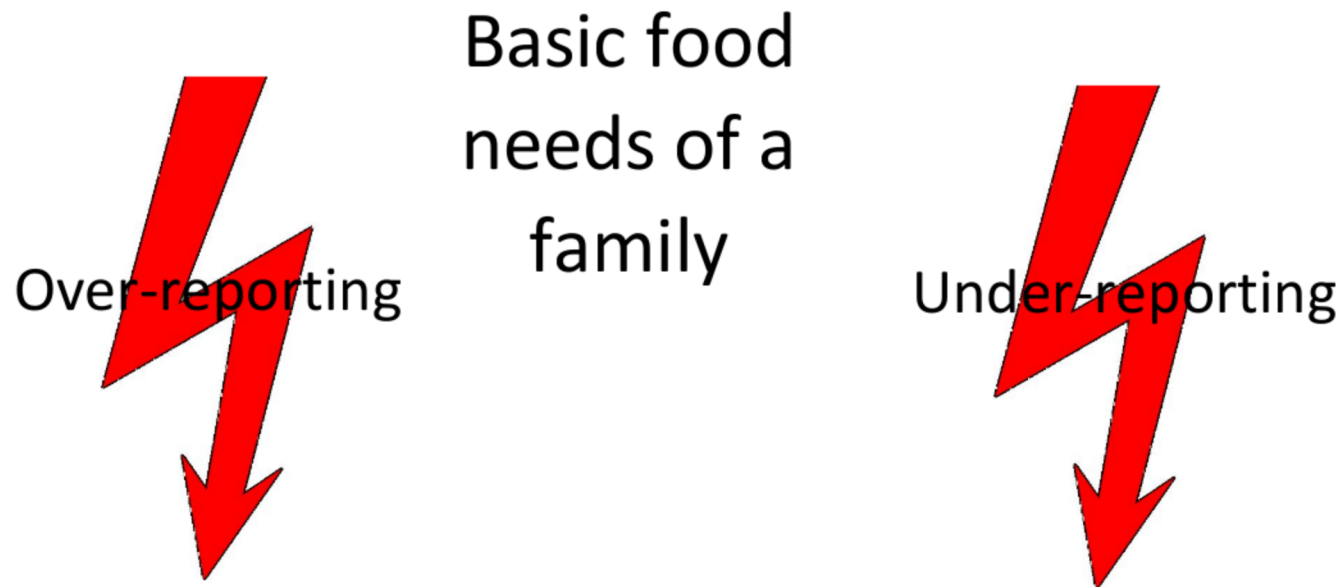 Basic food
needs of a
family
Over-reporting
Under-reporting